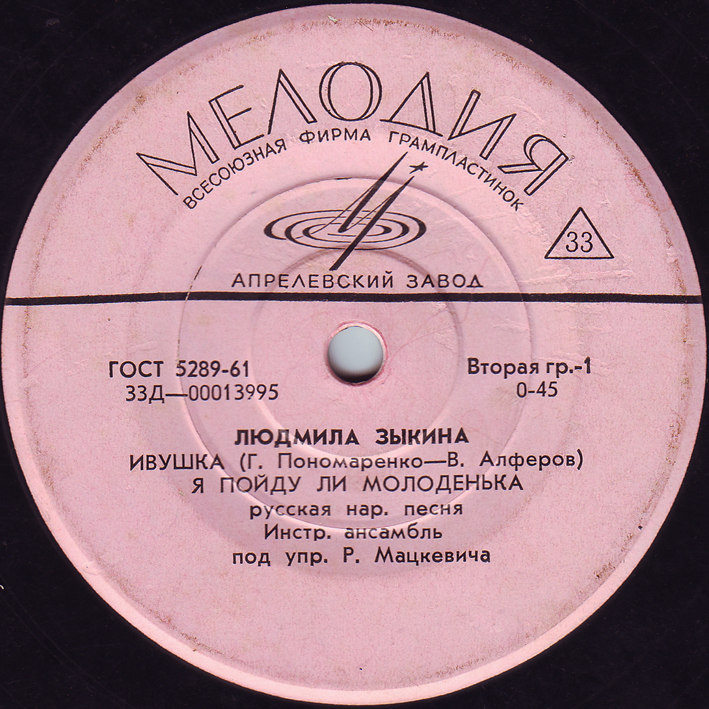 МЕЛОДИЯ
ВСЕСОЮЗНАЯ ФИРМА ГРАМПЛАСТИНОК
33
АПРЕЛЕВСКИЙ ЗАВОД
ГОСТ 5289-61 Вторая гр.-1
33Д—00013995 0-45
ЛЮДМИЛА ЗЫКИНА
ИВУШКА (Г. Пономаренко—В. Алферов)
Я ПОЙДУ ЛИ МОЛОДЕНЬКА
русская нар. песня
Инстр. ансамбль
под упр. Р. Мацкевича